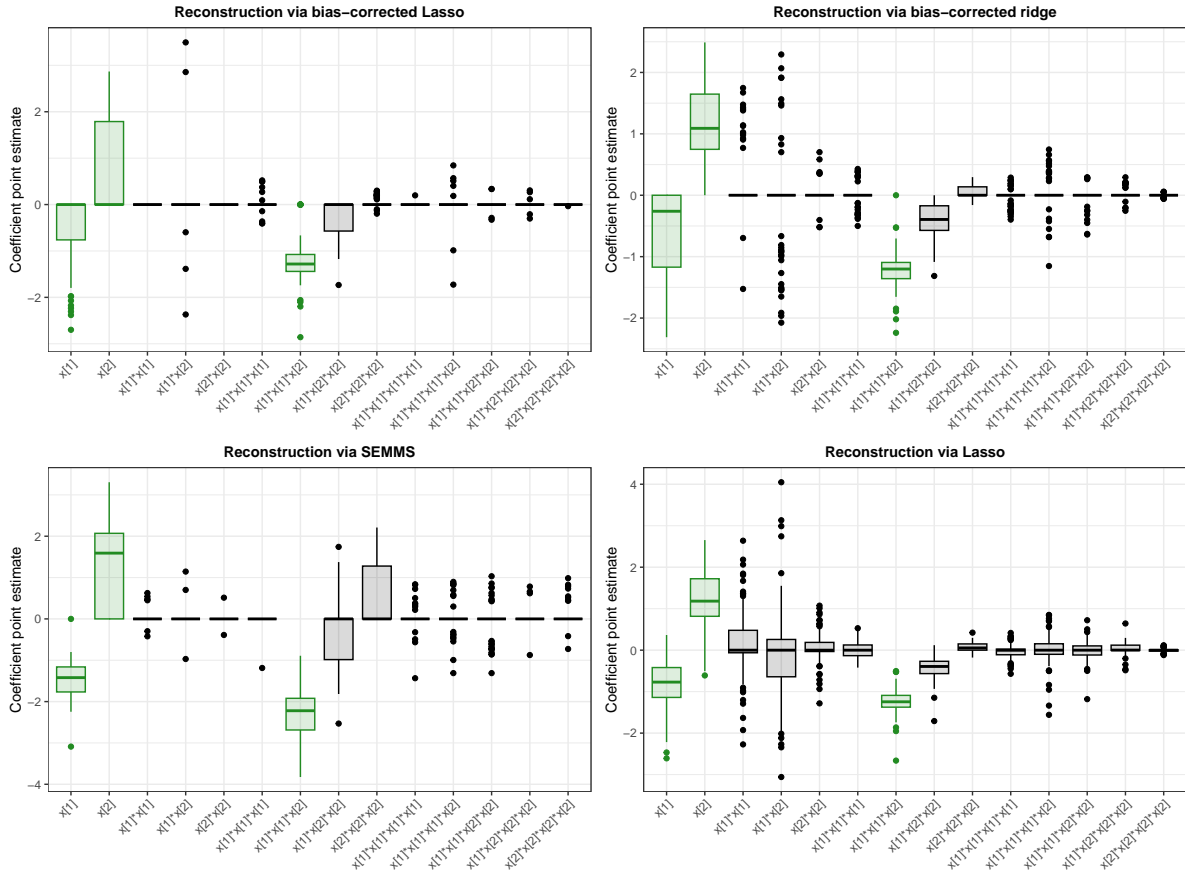 Reconstruction via bias−corrected Lasso
Coefficient point estimate
2
0
−2
x[1]
x[2]
x[1]*x[1]
x[1]*x[2]
x[2]*x[2]
x[1]*x[1]*x[1]
x[1]*x[1]*x[2]
x[1]*x[2]*x[2]
x[2]*x[2]*x[2]
x[1]*x[1]*x[1]*x[1]
x[1]*x[1]*x[1]*x[2]
x[1]*x[1]*x[2]*x[2]
x[1]*x[2]*x[2]*x[2]
x[2]*x[2]*x[2]*x[2]
Reconstruction via bias−corrected ridge
Coefficient point estimate
2
1
0
−1
−2
x[1]
x[2]
x[1]*x[1]
x[1]*x[2]
x[2]*x[2]
x[1]*x[1]*x[1]
x[1]*x[1]*x[2]
x[1]*x[2]*x[2]
x[2]*x[2]*x[2]
x[1]*x[1]*x[1]*x[1]
x[1]*x[1]*x[1]*x[2]
x[1]*x[1]*x[2]*x[2]
x[1]*x[2]*x[2]*x[2]
x[2]*x[2]*x[2]*x[2]
Reconstruction via SEMMS
Coefficient point estimate
2
0
−2
−4
x[1]
x[2]
x[1]*x[1]
x[1]*x[2]
x[2]*x[2]
x[1]*x[1]*x[1]
x[1]*x[1]*x[2]
x[1]*x[2]*x[2]
x[2]*x[2]*x[2]
x[1]*x[1]*x[1]*x[1]
x[1]*x[1]*x[1]*x[2]
x[1]*x[1]*x[2]*x[2]
x[1]*x[2]*x[2]*x[2]
x[2]*x[2]*x[2]*x[2]
Reconstruction via Lasso
Coefficient point estimate
4
2
0
−2
x[1]
x[2]
x[1]*x[1]
x[1]*x[2]
x[2]*x[2]
x[1]*x[1]*x[1]
x[1]*x[1]*x[2]
x[1]*x[2]*x[2]
x[2]*x[2]*x[2]
x[1]*x[1]*x[1]*x[1]
x[1]*x[1]*x[1]*x[2]
x[1]*x[1]*x[2]*x[2]
x[1]*x[2]*x[2]*x[2]
x[2]*x[2]*x[2]*x[2]